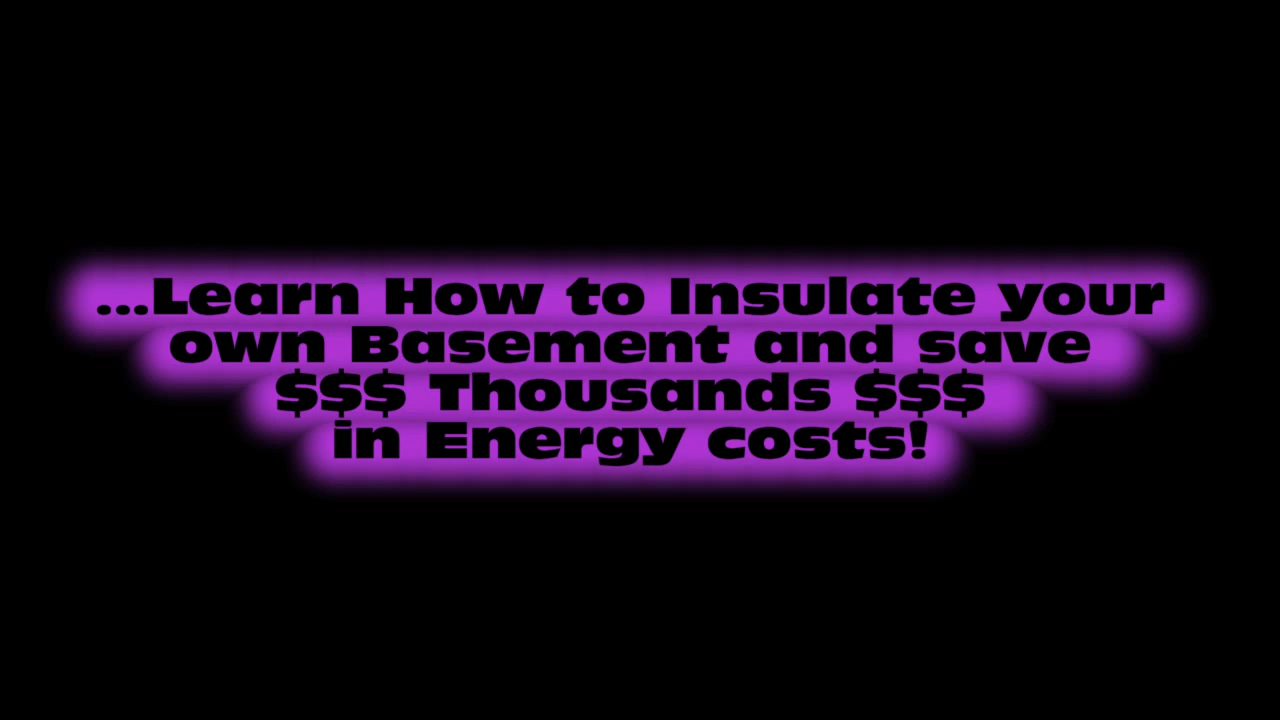 ...Learn How to Insulate your
own Basement and save
$$$ Thousands $$$
in Energy costs!